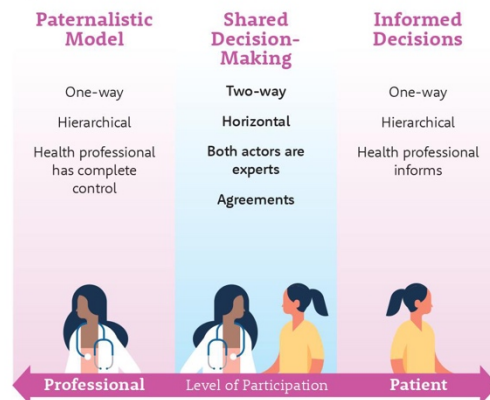 Paternalistic
Model
One-way
Hierarchical
Health professional
has complete
control
Shared
Decision-
Making
Two-way
Horizontal
Both actors are
experts
Agreements
Informed
Decisions
One-way
Hierarchical
Health professional
informs
Professional
Level of Participation
Patient